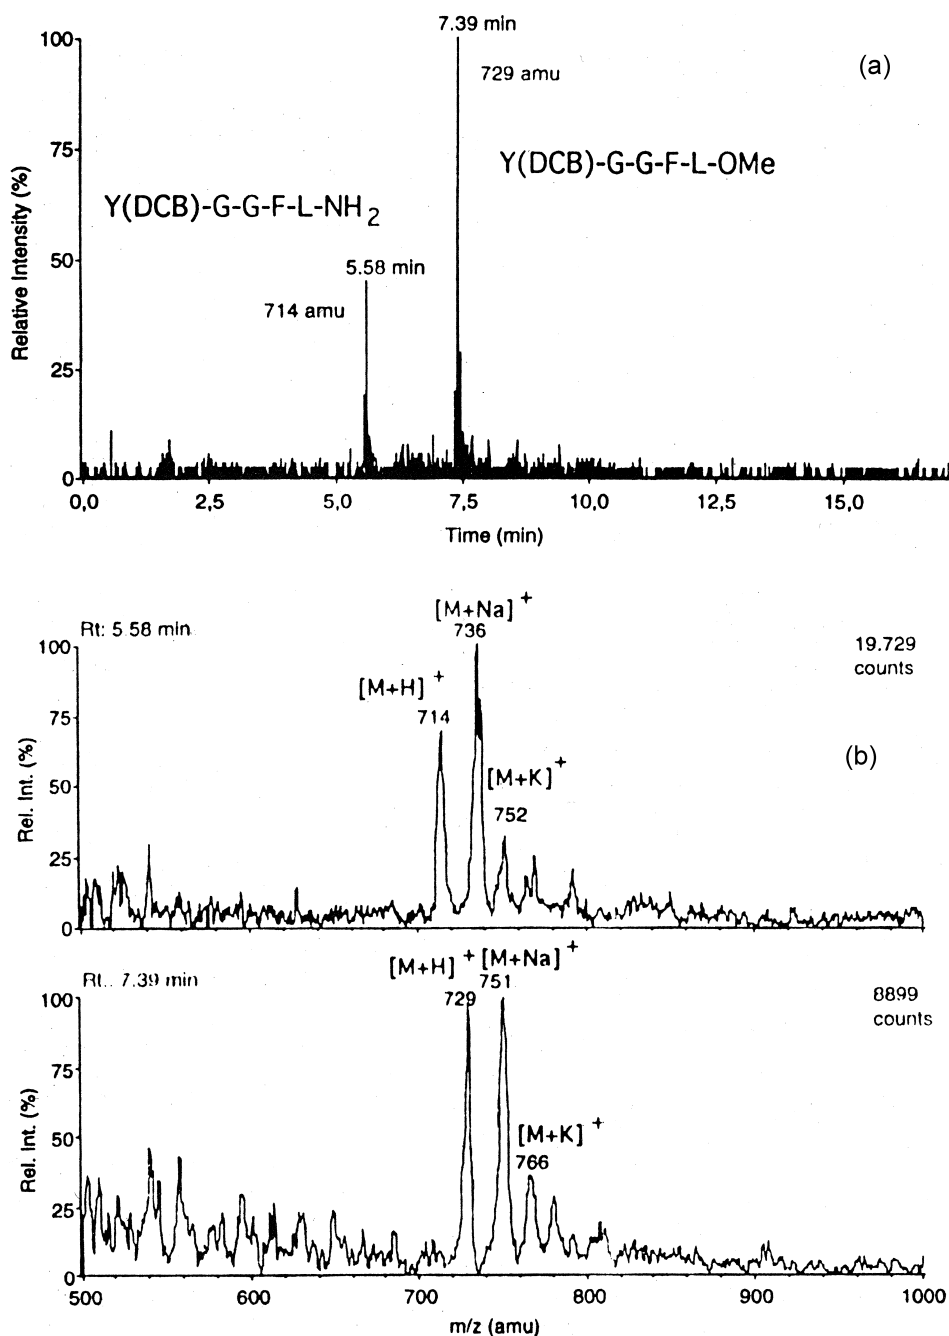 7.39 min
100
(a)
729 amu
75
Y(DCB)-G-G-F-L-OMe
Y(DCB)-G-G-F-L-NH2
50
5.58 min
714 amu
25
0
Relative Intensity (%)
0,0 2,5 5,0 7,5 10,0 12,5 15,0
Time (min)
[M+Na]+
Rt: 5.58 min
736
19.729
counts
100
[M+H]+
714
75
(b)
[M+K]+
752
50
25
0
Rel. Int. (%)
[M+H]+ [M+Na]+
Rt.: 7.39 min
751
729
8899
counts
100
75
[M+K]+
766
50
25
0
Rel. Int. (%)
500 600 700 800 900 1000
m/z (amu)